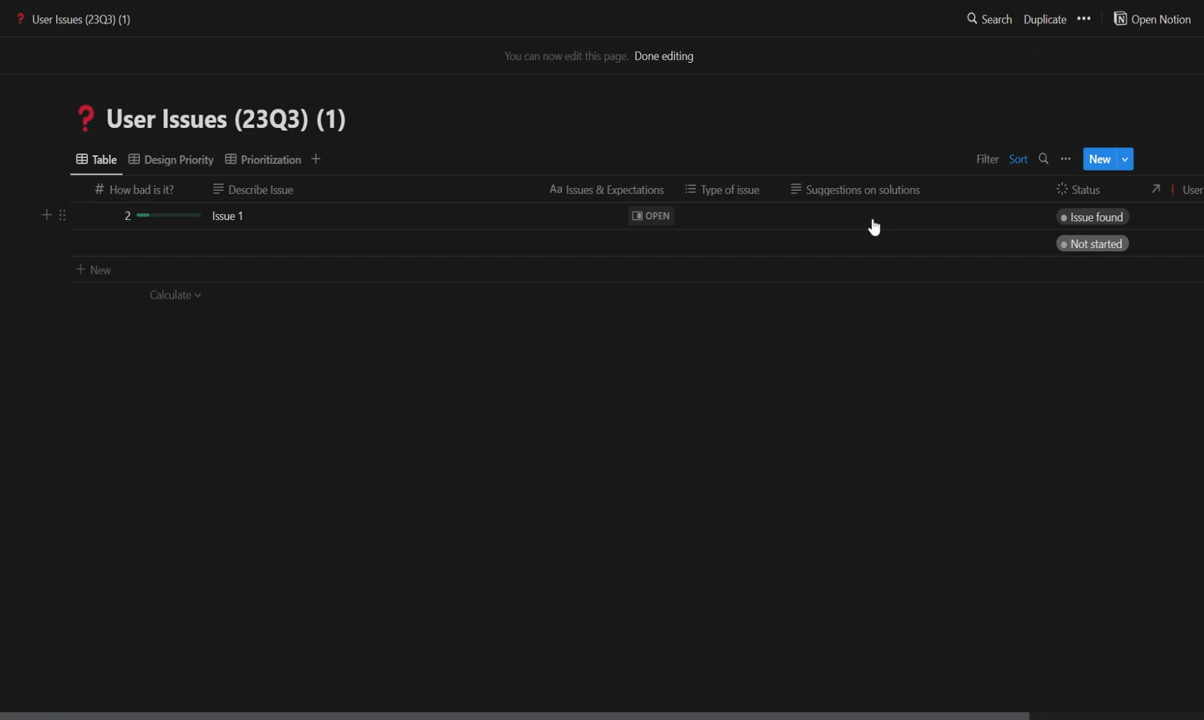 ❓ User Issues (23Q3) (1) Search Duplicate ••• Open Notion
You can now edit this page. Done editing
❓ User Issues (23Q3) (1)
Table Design Priority Prioritization + Filter Sort ••• New
# How bad is it? Describe Issue Aa Issues & Expectations Type of issue Suggestions on solutions Status ↗ ❗ User
2 Issue 1 OPEN Issue found
Not started
+ New
Calculate